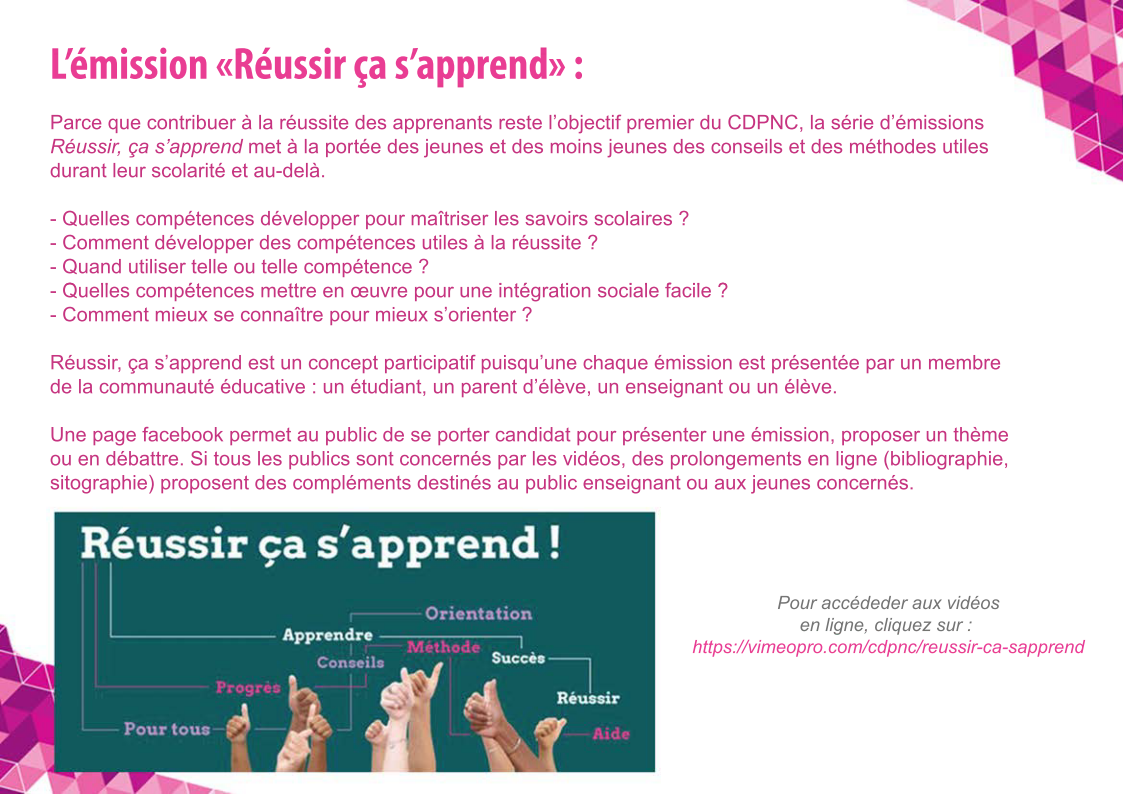 L’émission «Réussir ça s’apprend» :
Parce que contribuer à la réussite des apprenants reste l’objectif premier du CDPNC, la série d’émissions
Réussir, ça s’apprend met à la portée des jeunes et des moins jeunes des conseils et des méthodes utiles
durant leur scolarité et au-delà.
- Quelles compétences développer pour maîtriser les savoirs scolaires ?
- Comment développer des compétences utiles à la réussite ?
- Quand utiliser telle ou telle compétence ?
- Quelles compétences mettre en œuvre pour une intégration sociale facile ?
- Comment mieux se connaître pour mieux s’orienter ?
Réussir, ça s’apprend est un concept participatif puisqu’une chaque émission est présentée par un membre
de la communauté éducative : un étudiant, un parent d’élève, un enseignant ou un élève.
Une page facebook permet au public de se porter candidat pour présenter une émission, proposer un thème
ou en débattre. Si tous les publics sont concernés par les vidéos, des prolongements en ligne (bibliographie,
sitographie) proposent des compléments destinés au public enseignant ou aux jeunes concernés.
Réussir ça s’apprend !
Orientation
Apprendre
Méthode
Conseils
Succès
Progrès
Réussir
Pour tous
Aide
Pour accédeder aux vidéos
en ligne, cliquez sur :
https://vimeopro.com/cdpnc/reussir-ca-sapprend